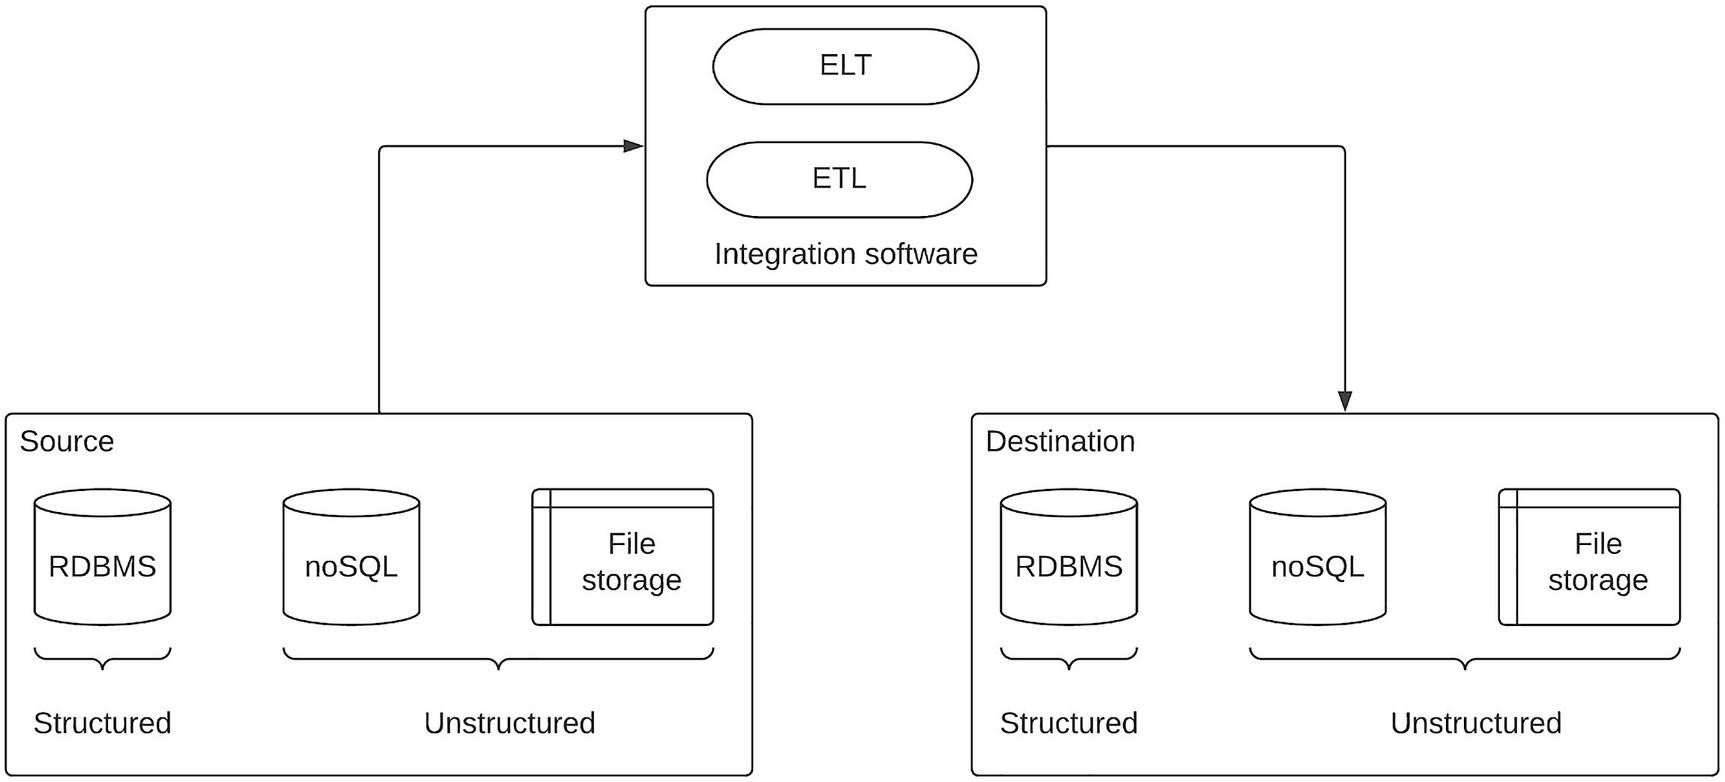 ELT
ETL
Integration software
Source
RDBMS
noSQL
File
storage
Structured
Unstructured
Destination
RDBMS
noSQL
File
storage
Structured
Unstructured